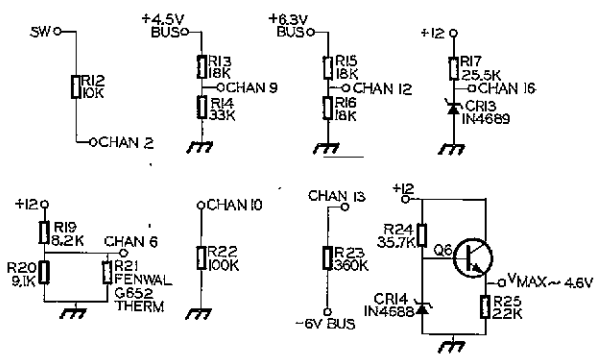 SW
R12
10K
CHAN 2
+4.5V
BUS
R13
18K
CHAN 9
R14
33K
+6.3V
BUS
R15
18K
CHAN 12
R16
18K
+12
R17
25.5K
CHAN 16
CR13
IN4689
+12
R19
8.2K
CHAN 6
R20
9.1K
R21
FENWAL
G652
THERM
CHAN 10
R22
100K
CHAN 13
R23
360K
-6V BUS
+12
R24
35.7K
Q6
VMAX~4.6V
CR14
IN4688
R25
2.2K